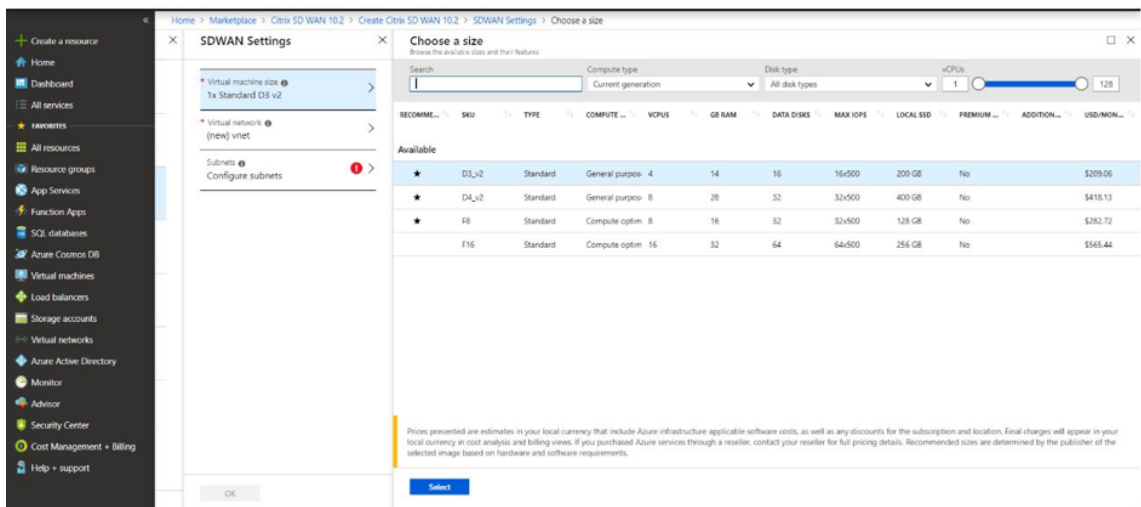 Home > Marketplace > Citrix SD WAN 10.2 > Create Citrix SD WAN 10.2 > SDWAN Settings > Choose a size
Create a resource
Home
Dashboard
All services
FAVORITES
All resources
Resource groups
App Services
Function Apps
SQL databases
Azure Cosmos DB
Virtual machines
Load balancers
Storage accounts
Virtual networks
Azure Active Directory
Monitor
Advisor
Security Center
Cost Management + Billing
Help + support
SDWAN Settings
* Virtual machine size
1x Standard D3 v2
* Virtual network
(new) vnet
Subnets
Configure subnets
OK
Choose a size
Browse the available sizes and their features
Search
Compute type
Disk type
vCPUs
Current generation
All disk types
1
128
RECOMME... SKU TYPE COMPUTE ... VCPUS GB RAM DATA DISKS MAX IOPS LOCAL SSD PREMIUM ... ADDITION... USD/MON...
Available
★ D3_v2 Standard General purpos 4 14 16 16x500 200 GB No $209.06
★ D4_v2 Standard General purpos 8 28 32 32x500 400 GB No $418.13
★ F8 Standard Compute optim 8 16 32 32x500 128 GB No $282.72
F16 Standard Compute optim 16 32 64 64x500 256 GB No $565.44
Prices presented are estimates in your local currency that include Azure infrastructure applicable software costs, as well as any discounts for the subscription and location. Final charges will appear in your
local currency in cost analysis and billing views. If you purchased Azure services through a reseller, contact your reseller for full pricing details. Recommended sizes are determined by the publisher of the
selected image based on hardware and software requirements.
Select